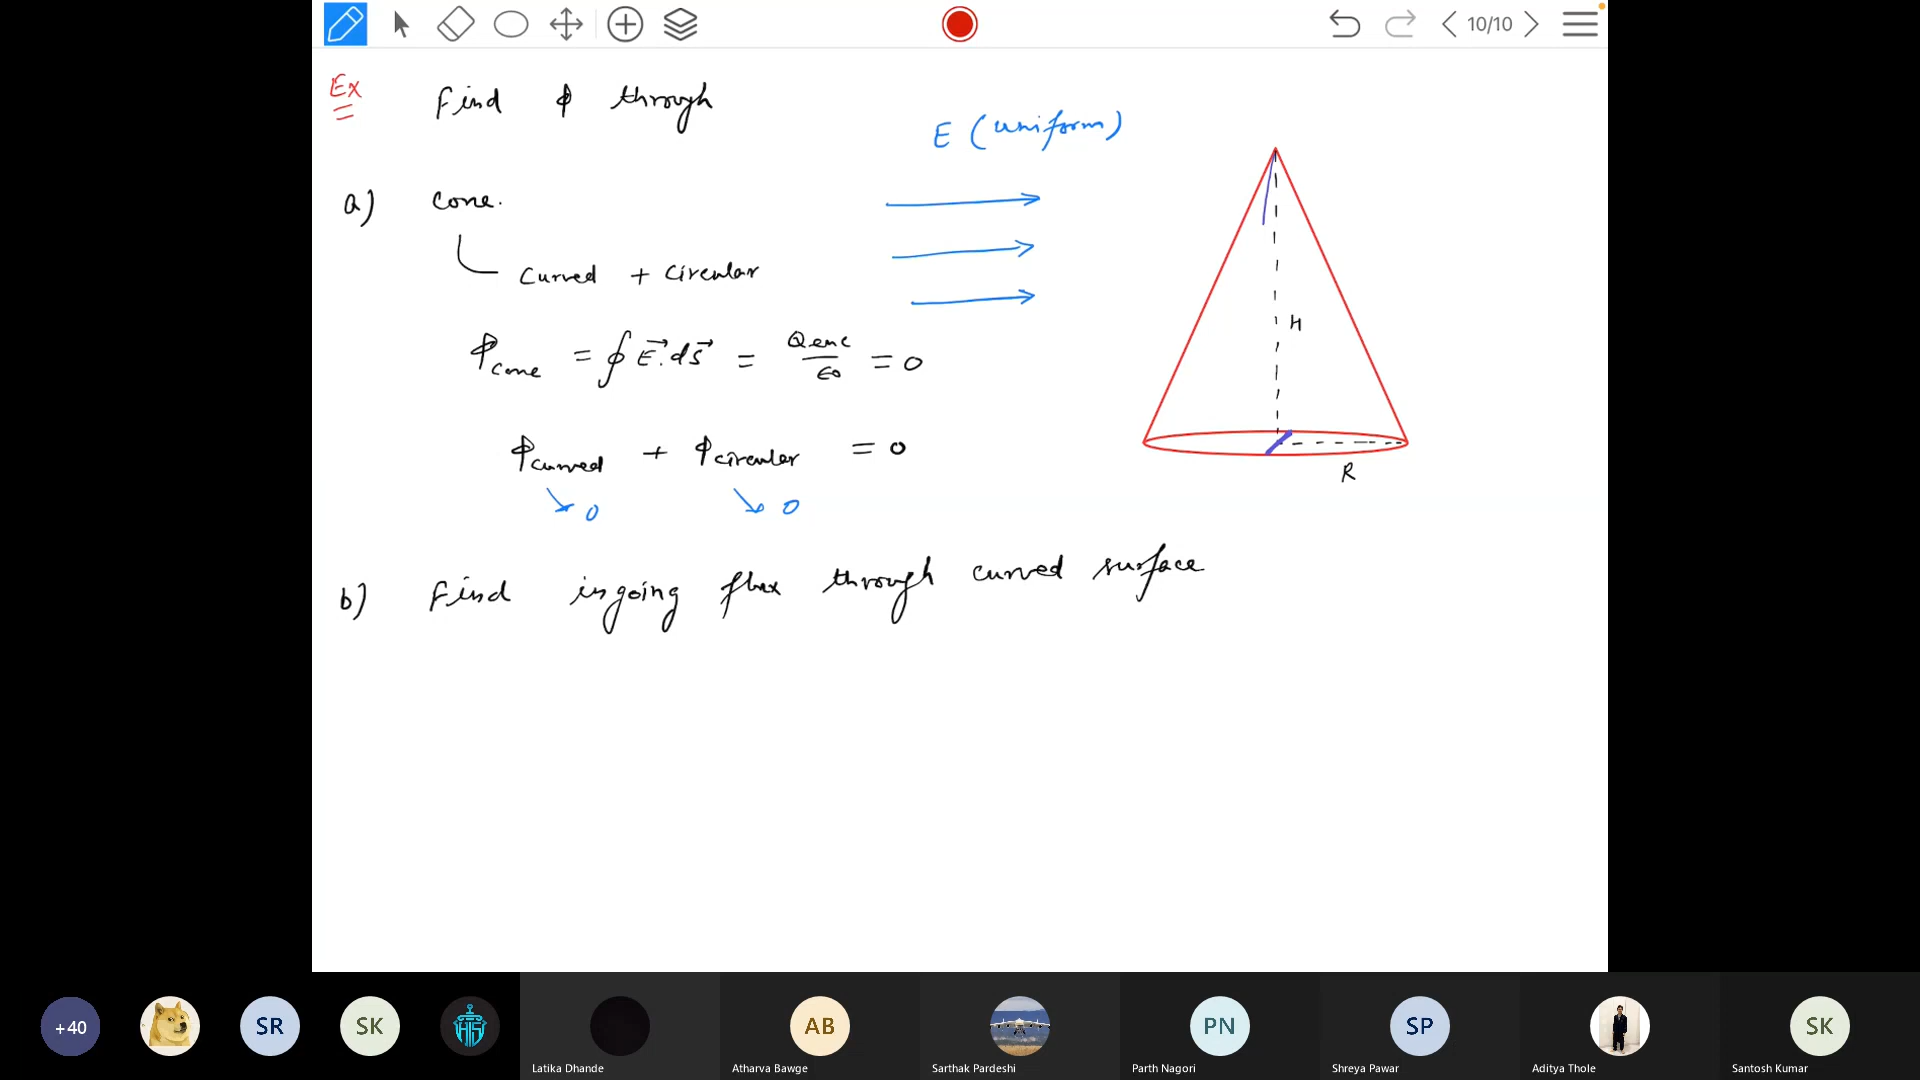 10/10
Ex Find ϕ through
E (uniform)
a) Cone.
Curved + Circular
ϕcone = ∮ E⃗.ds⃗ = Qenc/ε0 = 0
H
ϕcurved + ϕcircular = 0
R
0 0
b) Find ingoing flux through curved surface
+40 SR SK AB PN SP SK
Latika Dhande Atharva Bawge Sarthak Pardeshi Parth Nagori Shreya Pawar Aditya Thole Santosh Kumar